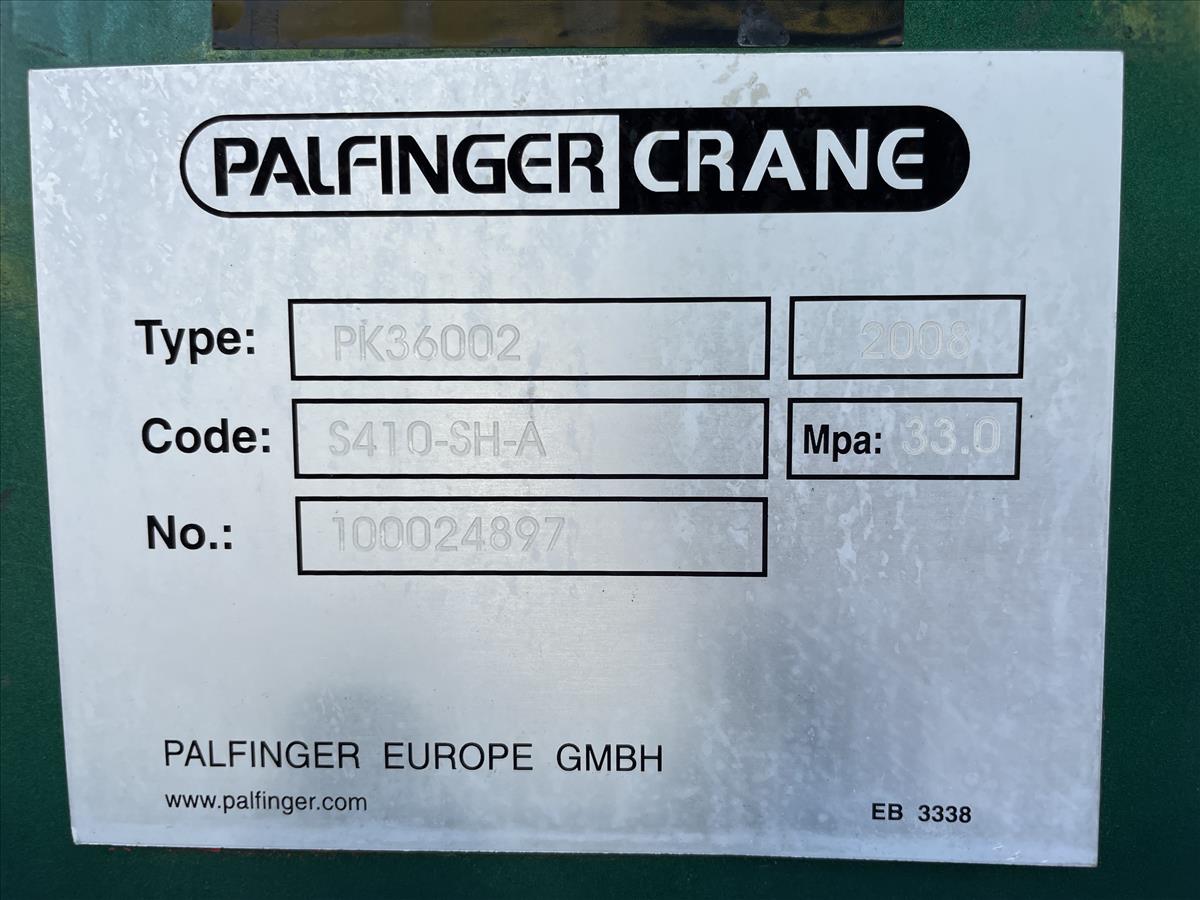 PALFINGER CRANE
Type: PK36002 2008
Code: S410-SH-A Mpa: 33.0
No.: 100024897
PALFINGER EUROPE GMBH
www.palfinger.com
EB 3338